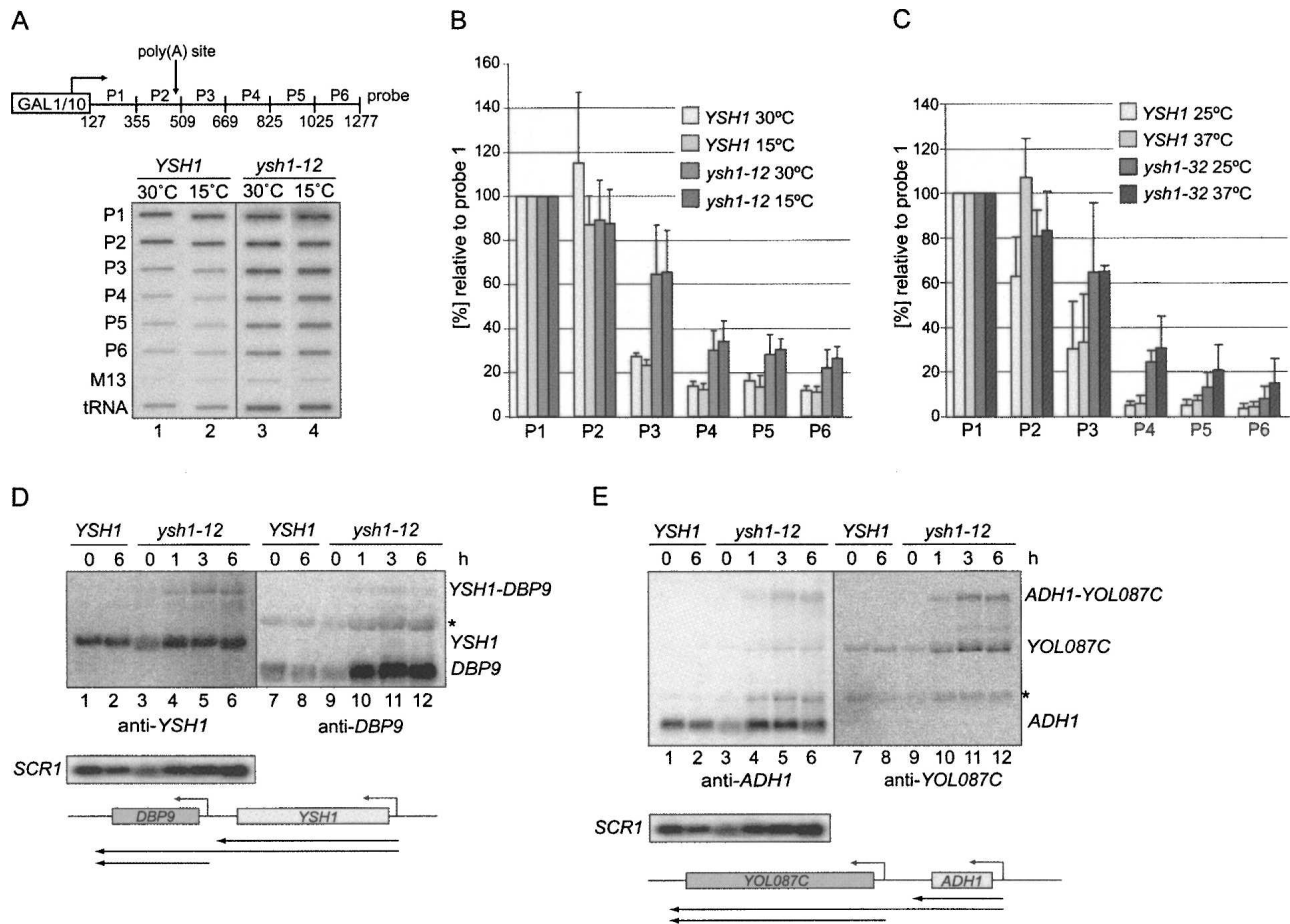 A
poly(A) site
GAL1/10
P1 P2 P3 P4 P5 P6 probe
127 355 509 669 825 1025 1277
YSH1 ysh1-12
30°C 15°C 30°C 15°C
P1
P2
P3
P4
P5
P6
M13
tRNA
1 2 3 4
B
[%] relative to probe 1
160
140
120
100
80
60
40
20
0
YSH1 30ºC
YSH1 15ºC
ysh1-12 30ºC
ysh1-12 15ºC
P1 P2 P3 P4 P5 P6
C
[%] relative to probe 1
140
120
100
80
60
40
20
0
YSH1 25ºC
YSH1 37ºC
ysh1-32 25ºC
ysh1-32 37ºC
P1 P2 P3 P4 P5 P6
D
YSH1 ysh1-12 YSH1 ysh1-12
0 6 0 1 3 6 0 6 0 1 3 6 h
YSH1-DBP9
*
YSH1
DBP9
1 2 3 4 5 6 7 8 9 10 11 12
anti-YSH1 anti-DBP9
SCR1
DBP9 YSH1
E
YSH1 ysh1-12 YSH1 ysh1-12
0 6 0 1 3 6 0 6 0 1 3 6 h
ADH1-YOL087C
YOL087C
*
ADH1
1 2 3 4 5 6 7 8 9 10 11 12
anti-ADH1 anti-YOL087C
SCR1
YOL087C ADH1